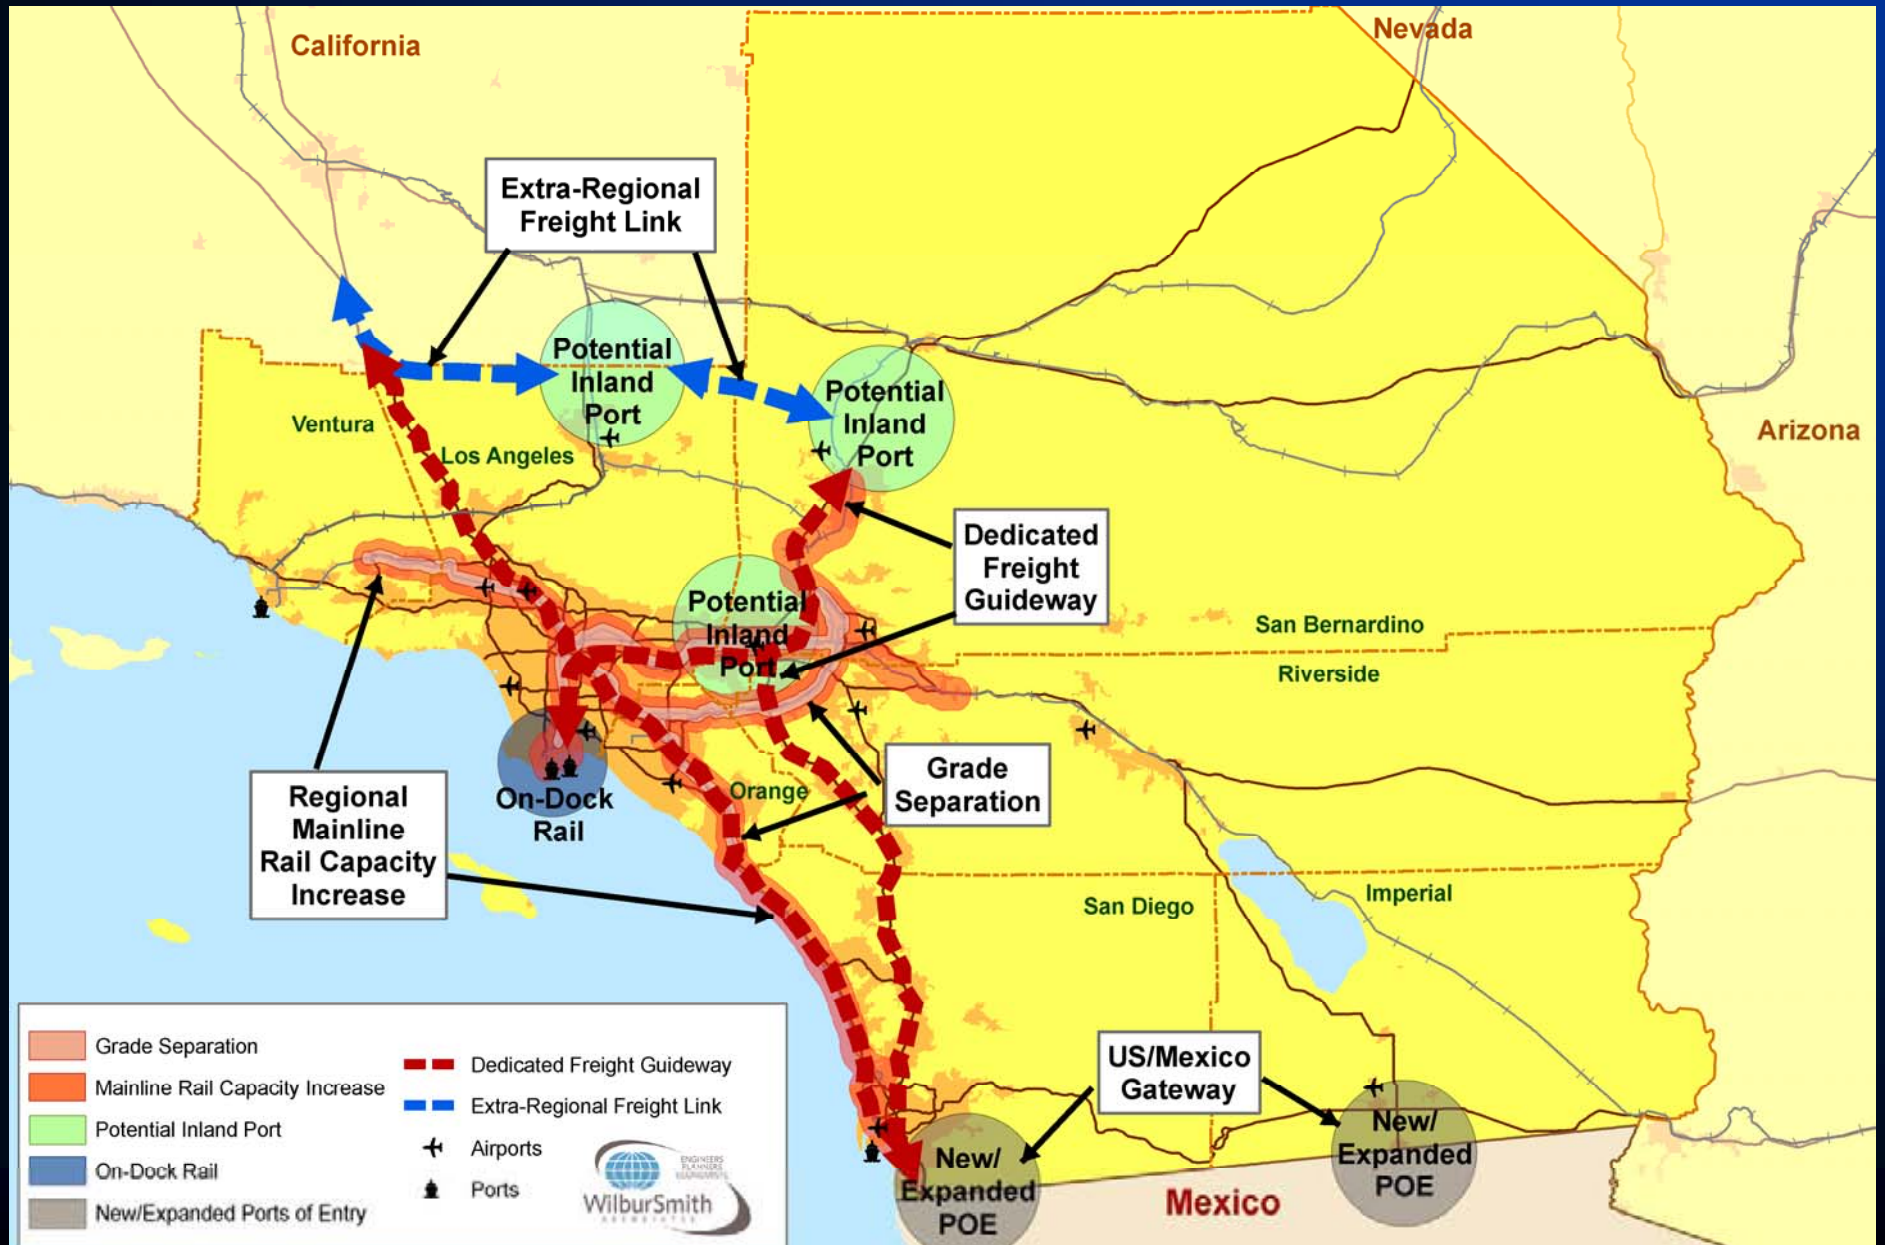 California
Nevada
Extra-Regional
Freight Link
Potential
Inland
Port
Potential
Inland
Port
Ventura
Los Angeles
Arizona
Dedicated
Freight
Guideway
Potential
Inland
Port
San Bernardino
Riverside
On-Dock
Rail
Orange
Grade
Separation
Regional
Mainline
Rail Capacity
Increase
San Diego
Imperial
US/Mexico
Gateway
New/
Expanded
POE
New/
Expanded
POE
Mexico
Grade Separation
Mainline Rail Capacity Increase
Potential Inland Port
On-Dock Rail
New/Expanded Ports of Entry
Dedicated Freight Guideway
Extra-Regional Freight Link
Airports
Ports
ENGINEERS
PLANNERS
ECONOMISTS
WilburSmith
ASSOCIATES